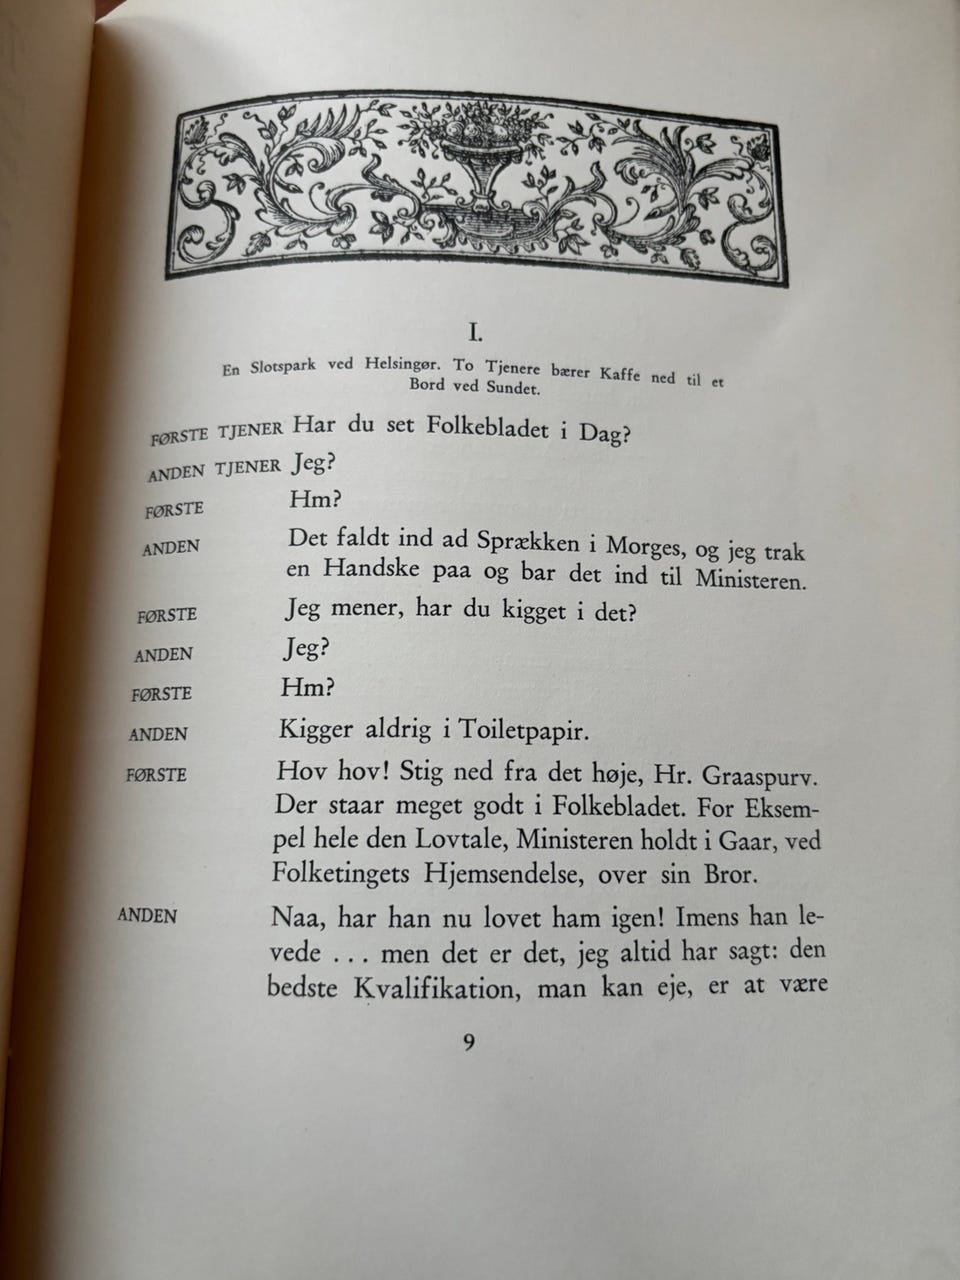 I.
En Slotspark ved Helsingør. To Tjenere bærer Kaffe ned til et
Bord ved Sundet.
FØRSTE TJENER Har du set Folkebladet i Dag?
ANDEN TJENER Jeg?
FØRSTE Hm?
ANDEN Det faldt ind ad Sprækken i Morges, og jeg trak
en Handske paa og bar det ind til Ministeren.
FØRSTE Jeg mener, har du kigget i det?
ANDEN Jeg?
FØRSTE Hm?
ANDEN Kigger aldrig i Toiletpapir.
FØRSTE Hov hov! Stig ned fra det høje, Hr. Graaspurv.
Der staar meget godt i Folkebladet. For Eksem-
pel hele den Lovtale, Ministeren holdt i Gaar, ved
Folketingets Hjemsendelse, over sin Bror.
ANDEN Naa, har han nu lovet ham igen! Imens han le-
vede ... men det er det, jeg altid har sagt: den
bedste Kvalifikation, man kan eje, er at være
9